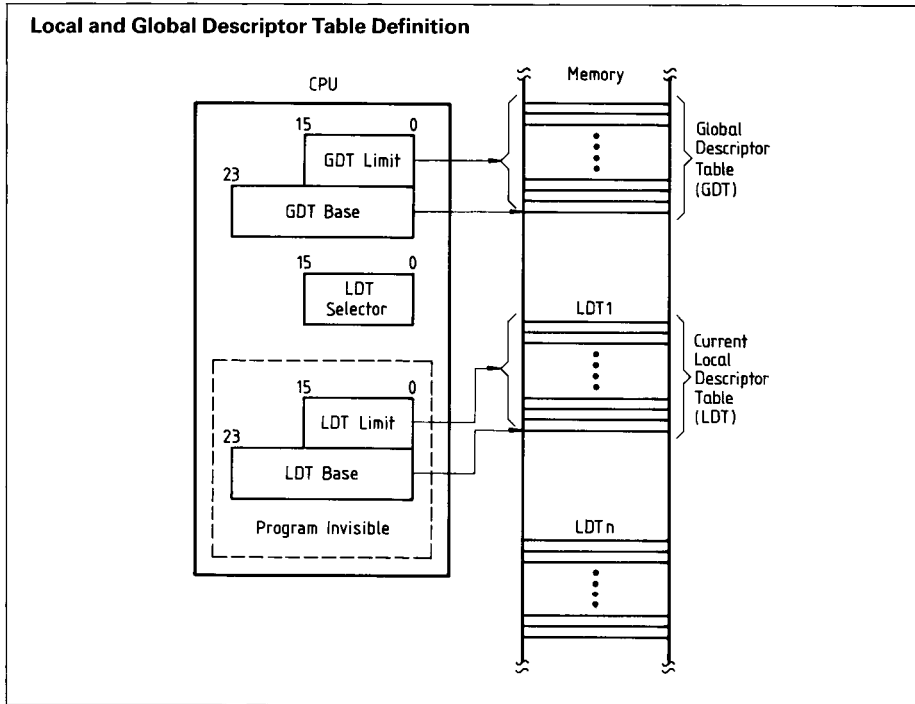 Local and Global Descriptor Table Definition
CPU
15 0
GDT Limit
23
GDT Base
15 0
LDT
Selector
15 0
LDT Limit
23
LDT Base
Program Invisible
Memory
Global
Descriptor
Table
(GDT)
LDT1
Current
Local
Descriptor
Table
(LDT)
LDTn